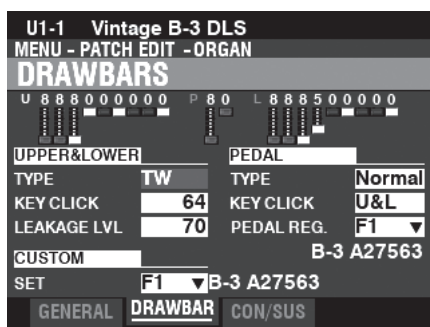 U1-1 Vintage B-3 DLS
MENU - PATCH EDIT -ORGAN
DRAWBARS
U 8 8 8 0 0 0 0 0 0 P 8 0 L 8 8 8 5 0 0 0 0 0
UPPER&LOWER PEDAL
TYPE TW TYPE Normal
KEY CLICK 64 KEY CLICK U&L
LEAKAGE LVL 70 PEDAL REG. F1 ▼
B-3 A27563
CUSTOM
SET F1 ▼ B-3 A27563
GENERAL DRAWBAR CON/SUS